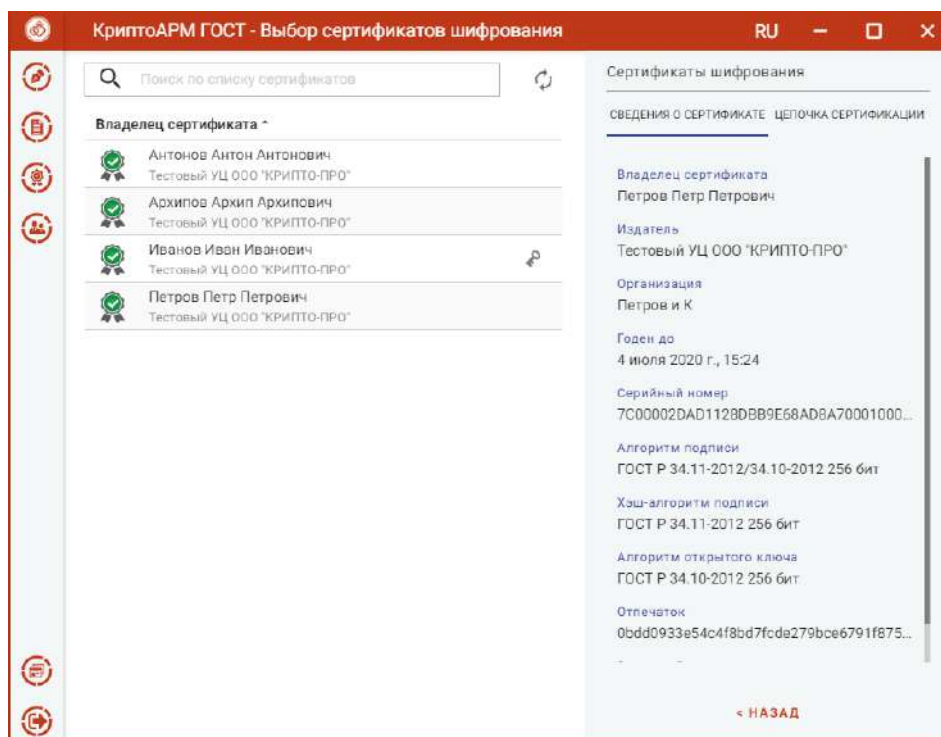 КриптоАРМ ГОСТ - Выбор сертификатов шифрования RU
Поиск по списку сертификатов
Владелец сертификата
Антонов Антон Антонович
Тестовый УЦ ООО "КРИПТО-ПРО"
Архипов Архип Архипович
Тестовый УЦ ООО "КРИПТО-ПРО"
Иванов Иван Иванович
Тестовый УЦ ООО "КРИПТО-ПРО"
Петров Петр Петрович
Тестовый УЦ ООО "КРИПТО-ПРО"
Сертификаты шифрования
СВЕДЕНИЯ О СЕРТИФИКАТЕ ЦЕПОЧКА СЕРТИФИКАЦИИ
Владелец сертификата
Петров Петр Петрович
Издатель
Тестовый УЦ ООО "КРИПТО-ПРО"
Организация
Петров и К
Годен до
4 июля 2020 г., 15:24
Серийный номер
7C00002DAD1128DBB9E68AD8A70001000...
Алгоритм подписи
ГОСТ Р 34.11-2012/34.10-2012 256 бит
Хэш-алгоритм подписи
ГОСТ Р 34.11-2012 256 бит
Алгоритм открытого ключа
ГОСТ Р 34.10-2012 256 бит
Отпечаток
0bdd0933e54c4f8bd7fcde279bce6791f875...
< НАЗАД